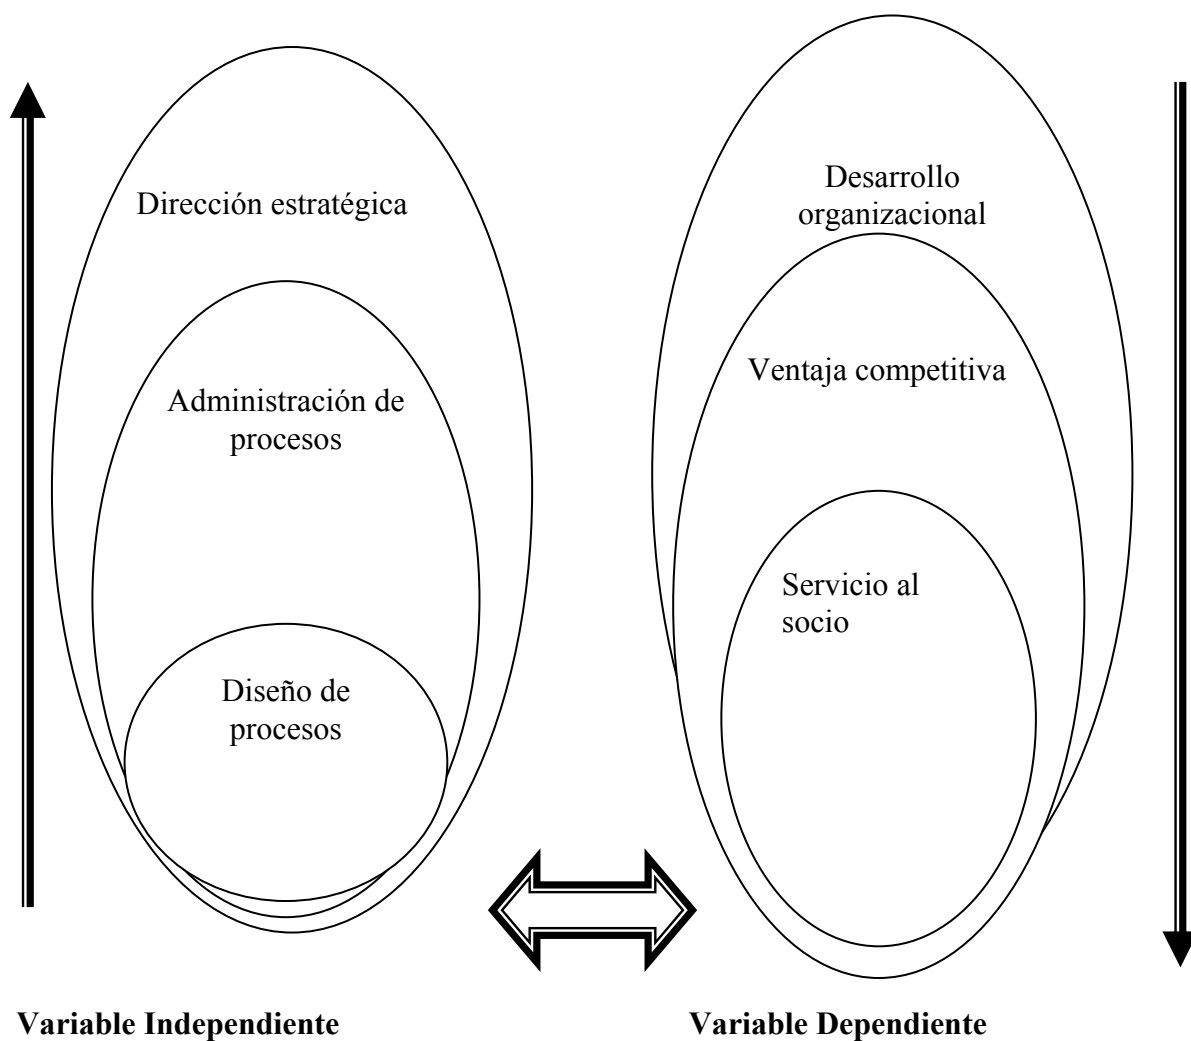 Dirección estratégica
Administración de
procesos
Diseño de
procesos
Desarrollo
organizacional
Ventaja competitiva
Servicio al
socio
Variable Independiente
Variable Dependiente